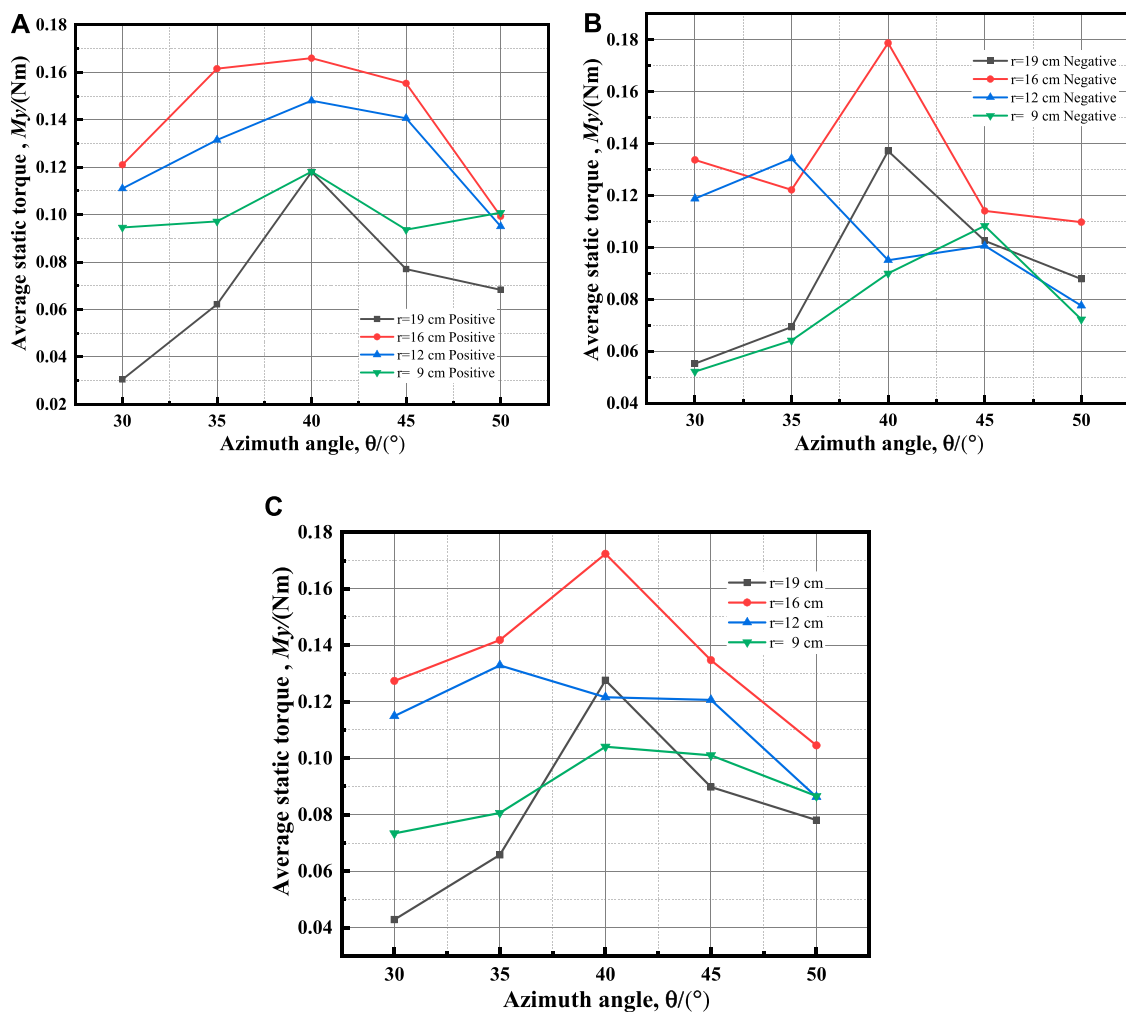 A
Average static torque , My/(Nm)
0.18
0.16
0.14
0.12
0.10
0.08
0.06
0.04
0.02
r=19 cm Positive
r=16 cm Positive
r=12 cm Positive
r= 9 cm Positive
30 35 40 45 50
Azimuth angle, θ/(°)
B
Average static torque , My/(Nm)
0.18
0.16
0.14
0.12
0.10
0.08
0.06
0.04
r=19 cm Negative
r=16 cm Negative
r=12 cm Negative
r= 9 cm Negative
30 35 40 45 50
Azimuth angle, θ/(°)
C
Average static torque , My/(Nm)
0.18
0.16
0.14
0.12
0.10
0.08
0.06
0.04
r=19 cm
r=16 cm
r=12 cm
r= 9 cm
30 35 40 45 50
Azimuth angle, θ/(°)